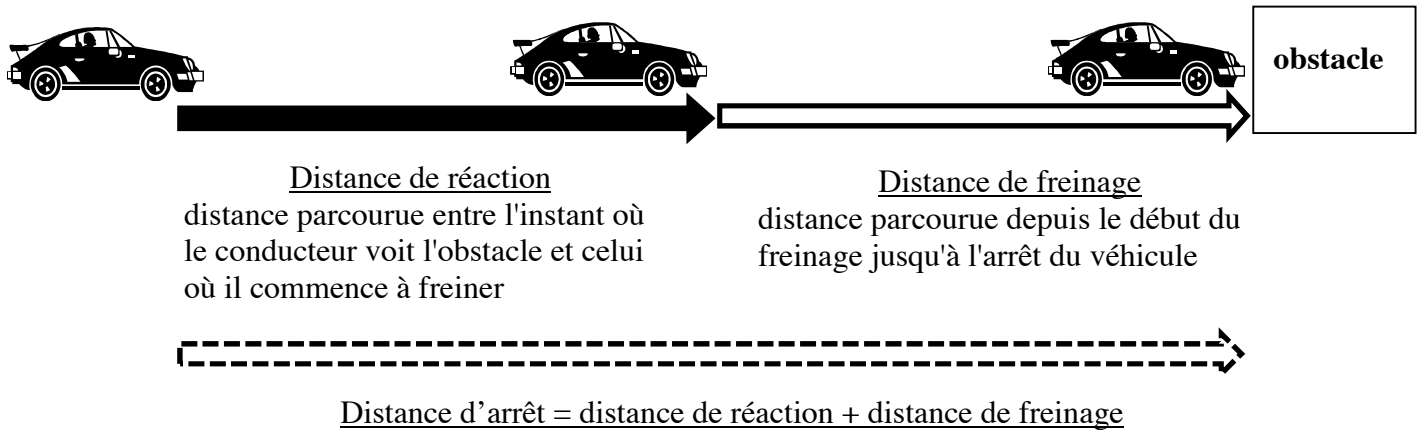 obstacle
Distance de réaction
distance parcourue entre l'instant où
le conducteur voit l'obstacle et celui
où il commence à freiner
Distance de freinage
distance parcourue depuis le début du
freinage jusqu'à l'arrêt du véhicule
Distance d’arrêt = distance de réaction + distance de freinage